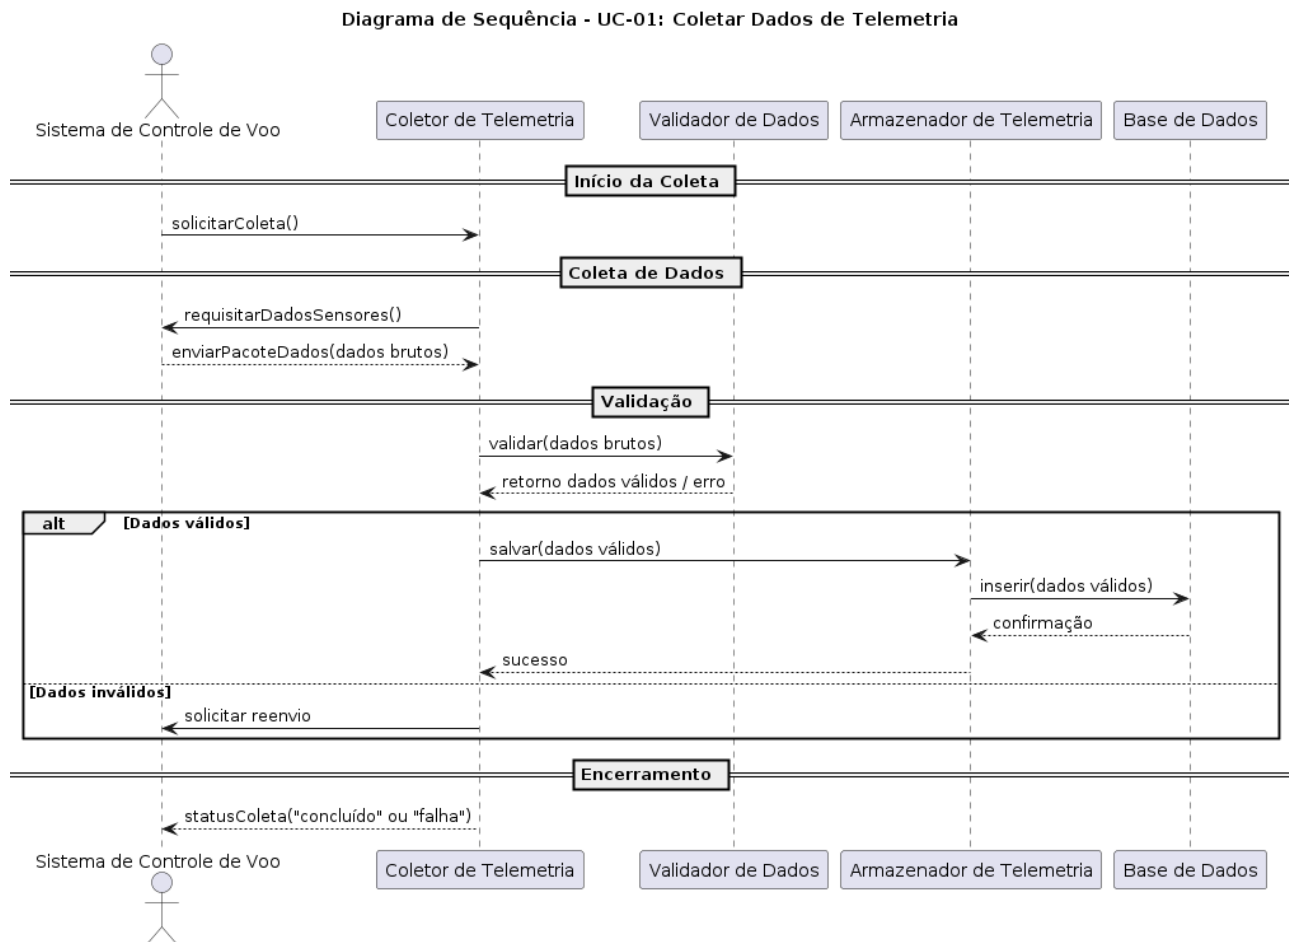 Diagrama de Sequência - UC-01: Coletar Dados de Telemetria
Sistema de Controle de Voo
Coletor de Telemetria
Validador de Dados
Armazenador de Telemetria
Base de Dados
Início da Coleta
solicitarColeta()
Coleta de Dados
requisitarDadosSensores()
enviarPacoteDados(dados brutos)
Validação
validar(dados brutos)
retorno dados válidos / erro
alt
[Dados válidos]
salvar(dados válidos)
inserir(dados válidos)
confirmação
sucesso
[Dados inválidos]
solicitar reenvio
Encerramento
statusColeta("concluído" ou "falha")
Sistema de Controle de Voo
Coletor de Telemetria
Validador de Dados
Armazenador de Telemetria
Base de Dados